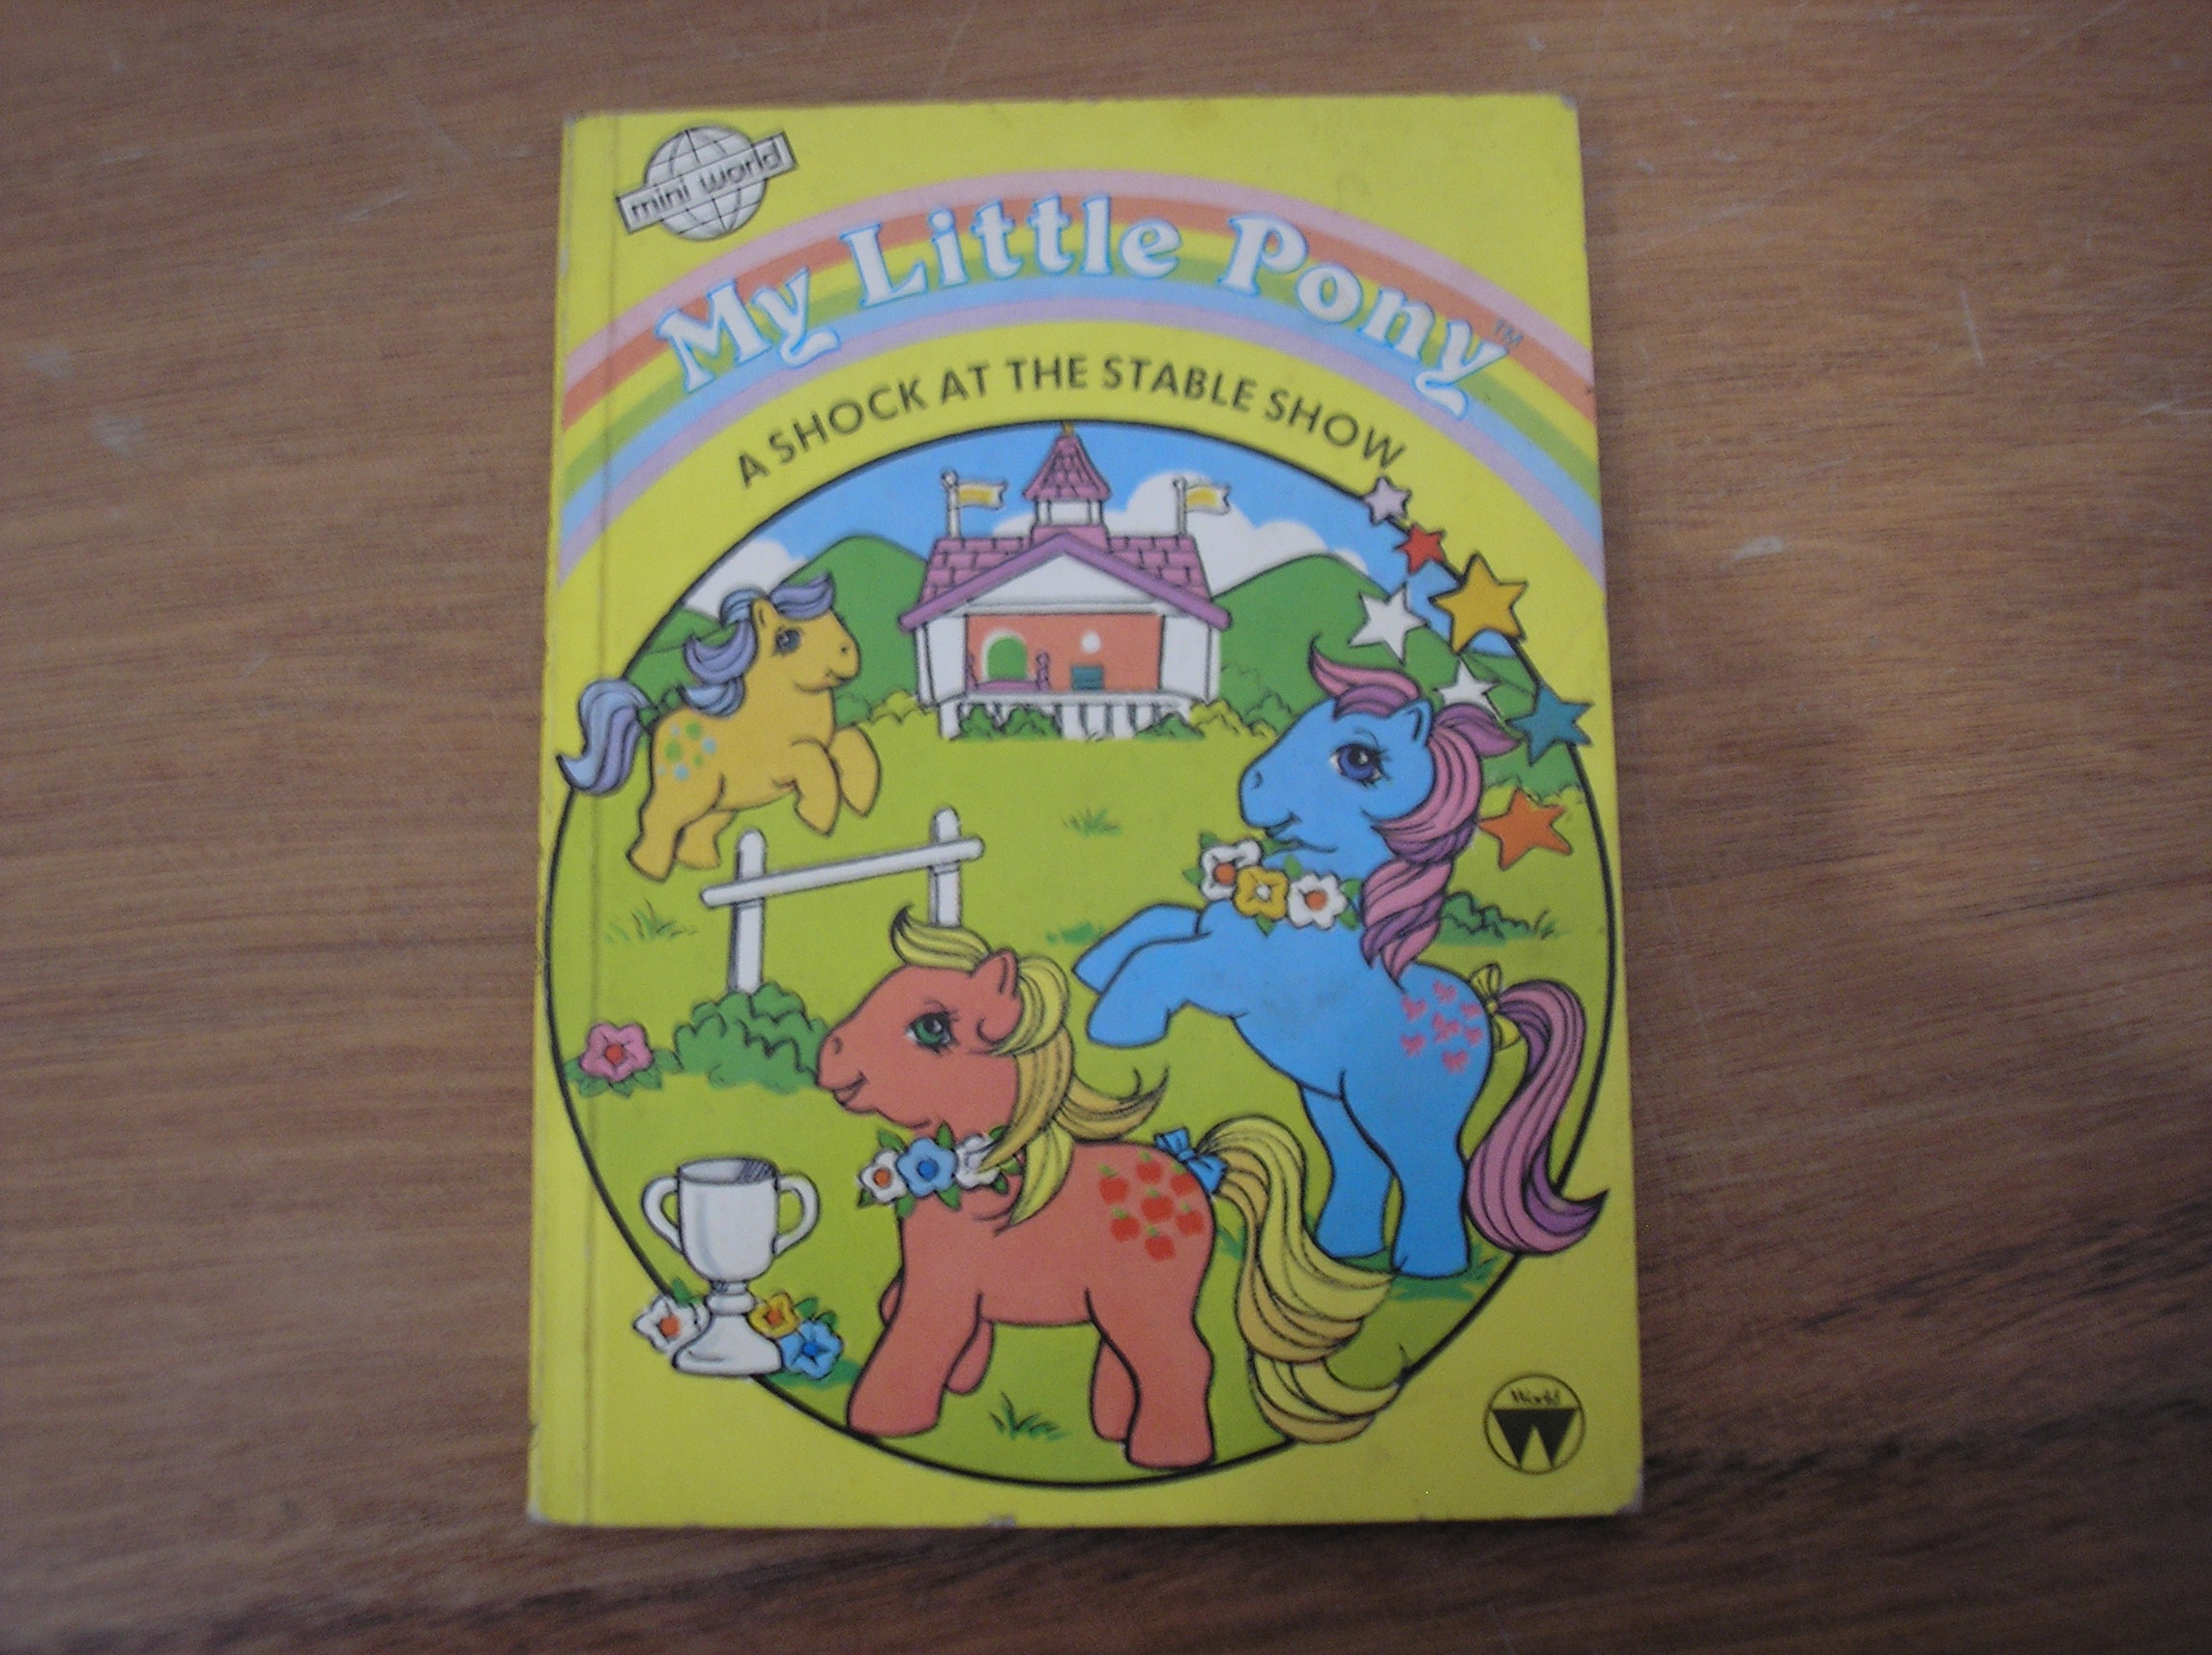 mini world
My Little Pony™
A SHOCK AT THE STABLE SHOW
World